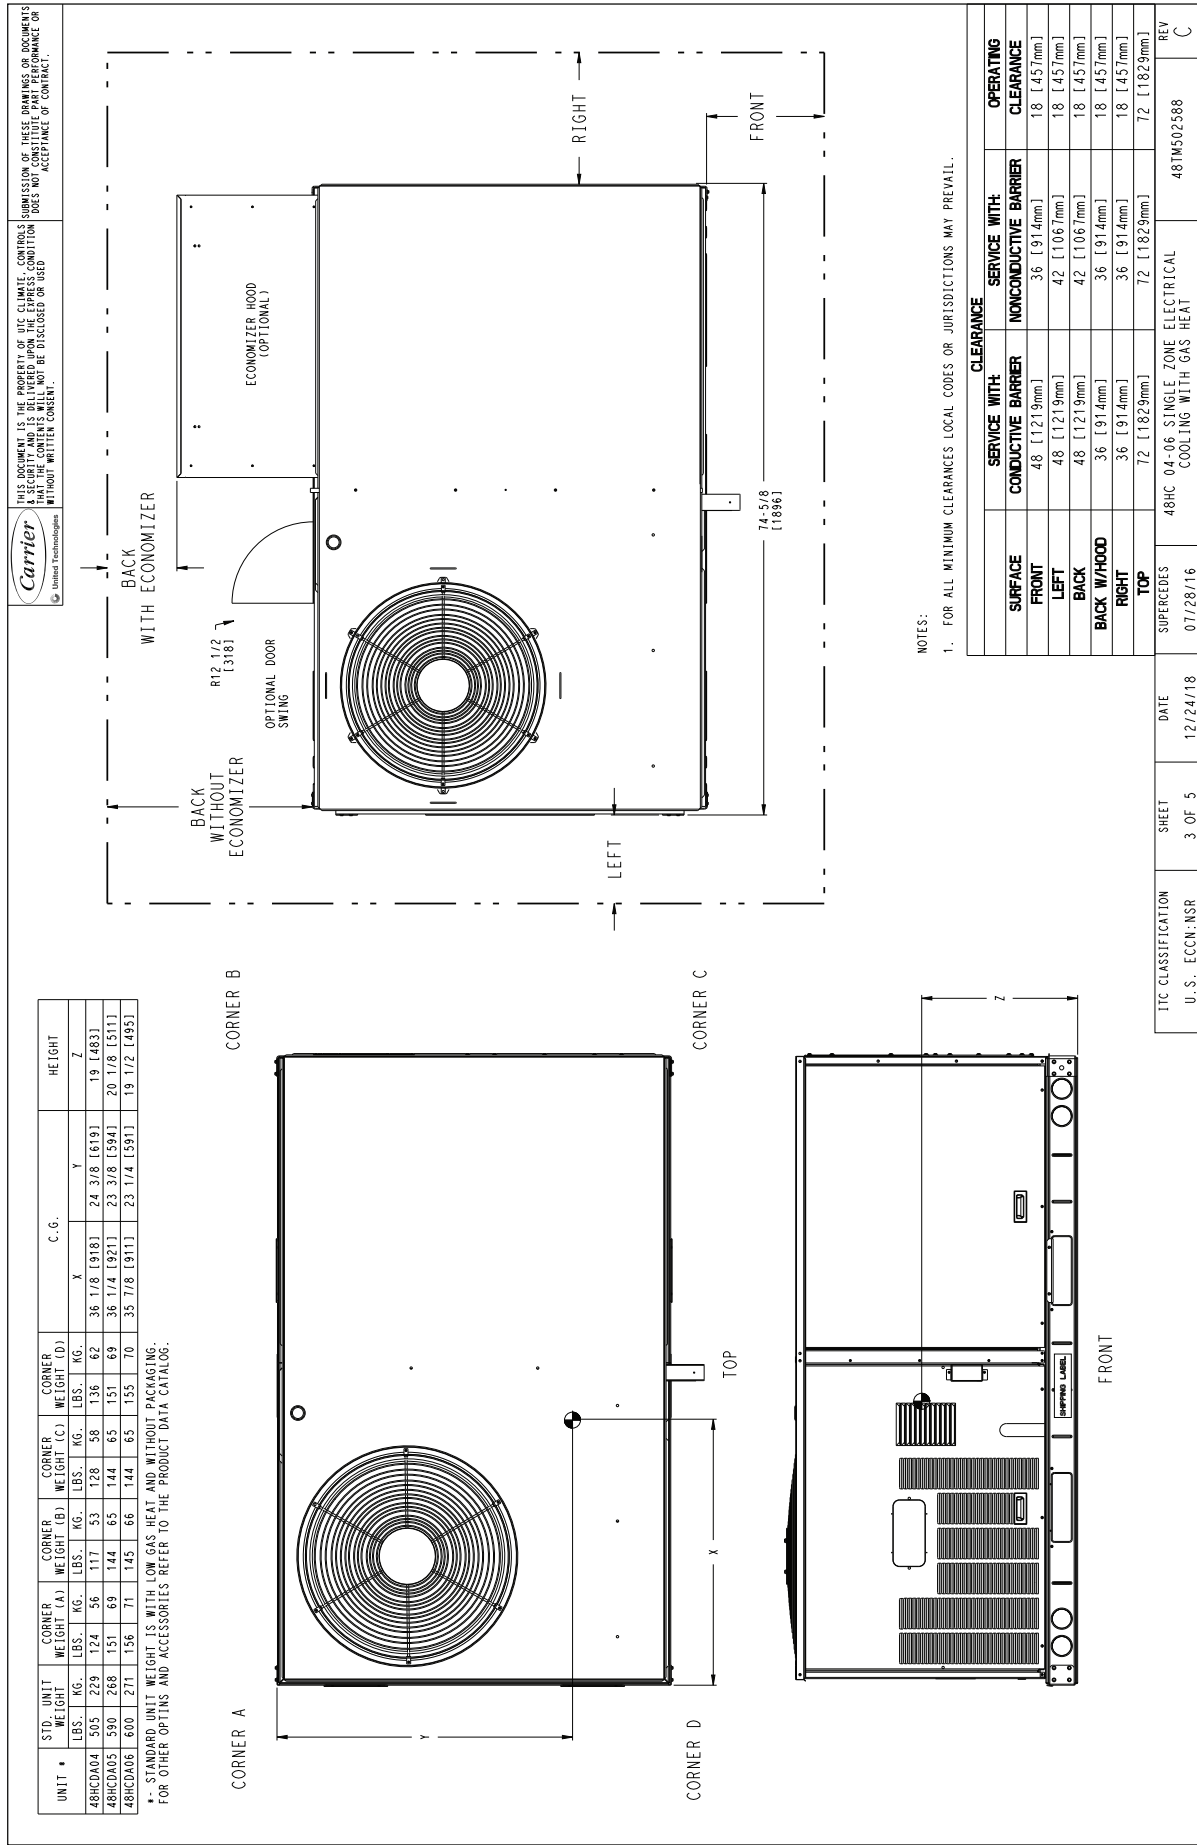 UNIT *
STD. UNIT WEIGHT
CORNER WEIGHT (A)
CORNER WEIGHT (B)
CORNER WEIGHT (C)
CORNER WEIGHT (D)
C.G.
HEIGHT
LBS. KG. LBS. KG. LBS. KG. LBS. KG. LBS. KG. X Y Z
48HCDA04 505 229 124 56 117 53 128 58 136 62 36 1/8 [918] 24 3/8 [619] 19 [483]
48HCDA05 590 268 151 69 144 65 144 65 151 69 36 1/4 [921] 23 3/8 [594] 20 1/8 [511]
48HCDA06 600 271 156 71 145 66 144 65 155 70 35 7/8 [911] 23 1/4 [591] 19 1/2 [495]
*- STANDARD UNIT WEIGHT IS WITH LOW GAS HEAT AND WITHOUT PACKAGING.
FOR OTHER OPTINS AND ACCESSORIES REFER TO THE PRODUCT DATA CATALOG.
Carrier
United Technologies
THIS DOCUMENT IS THE PROPERTY OF UTC CLIMATE, CONTROLS
& SECURITY AND IS DELIVERED UPON THE EXPRESS CONDITION
THAT THE CONTENTS WILL NOT BE DISCLOSED OR USED
WITHOUT WRITTEN CONSENT.
SUBMISSION OF THESE DRAWINGS OR DOCUMENTS
DOES NOT CONSTITUTE PART PERFORMANCE OR
ACCEPTANCE OF CONTRACT.
CORNER A
CORNER B
Y
X
CORNER D
CORNER C
TOP
SHIPPING LABEL
Z
FRONT
BACK
WITHOUT
ECONOMIZER
BACK
WITH ECONOMIZER
R12 1/2
[318]
OPTIONAL DOOR
SWING
ECONOMIZER HOOD
(OPTIONAL)
LEFT
RIGHT
74-5/8
[1896]
FRONT
NOTES:
1. FOR ALL MINIMUM CLEARANCES LOCAL CODES OR JURISDICTIONS MAY PREVAIL.
CLEARANCE
SURFACE
SERVICE WITH: CONDUCTIVE BARRIER
SERVICE WITH: NONCONDUCTIVE BARRIER
OPERATING CLEARANCE
FRONT 48 [1219mm] 36 [914mm] 18 [457mm]
LEFT 48 [1219mm] 42 [1067mm] 18 [457mm]
BACK 48 [1219mm] 42 [1067mm] 18 [457mm]
BACK W/HOOD 36 [914mm] 36 [914mm] 18 [457mm]
RIGHT 36 [914mm] 36 [914mm] 18 [457mm]
TOP 72 [1829mm] 72 [1829mm] 72 [1829mm]
ITC CLASSIFICATION
U.S. ECCN:NSR
SHEET
3 OF 5
DATE
12/24/18
SUPERCEDES
07/28/16
48HC 04-06 SINGLE ZONE ELECTRICAL
COOLING WITH GAS HEAT
48TM502588
REV
C